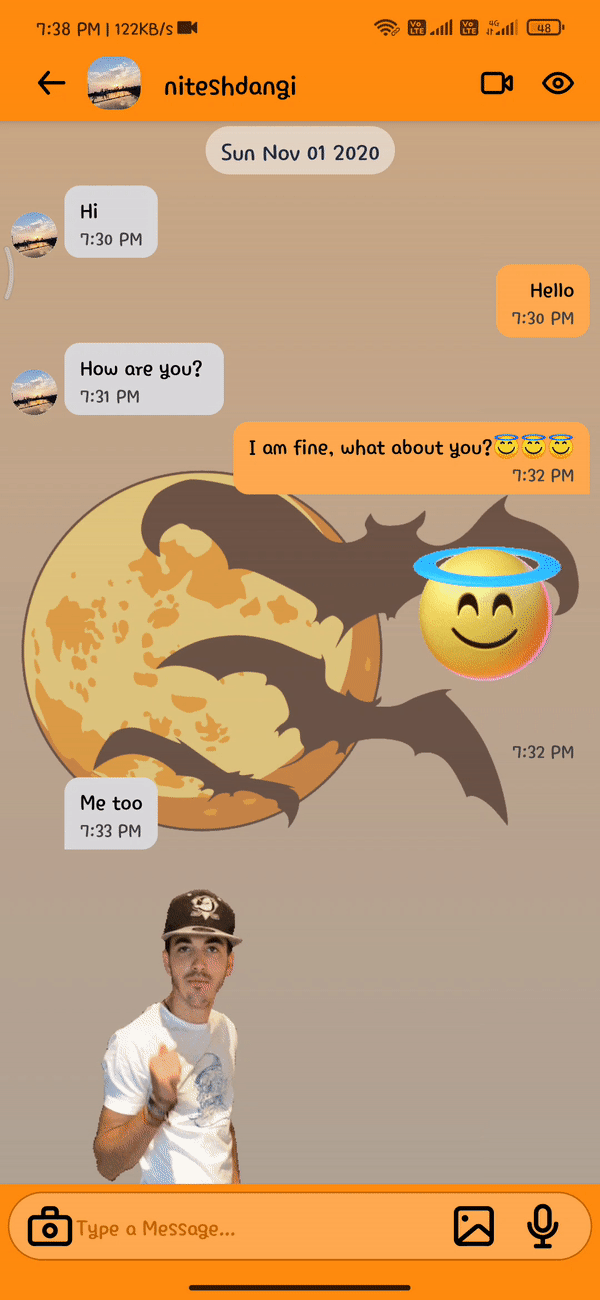 7:38 PM | 122KB/s
Vo LTE
Vo LTE
4G
48
niteshdangi
Sun Nov 01 2020
Hi
7:30 PM
Hello
7:30 PM
How are you?
7:31 PM
I am fine, what about you?😇😇😇
7:32 PM
7:32 PM
Me too
7:33 PM
Type a Message...